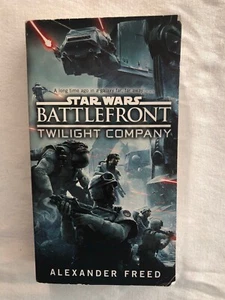 A long time ago in a galaxy far, far away. . . .
STAR WARS
BATTLEFRONT
TWILIGHT COMPANY
ALEXANDER FREED